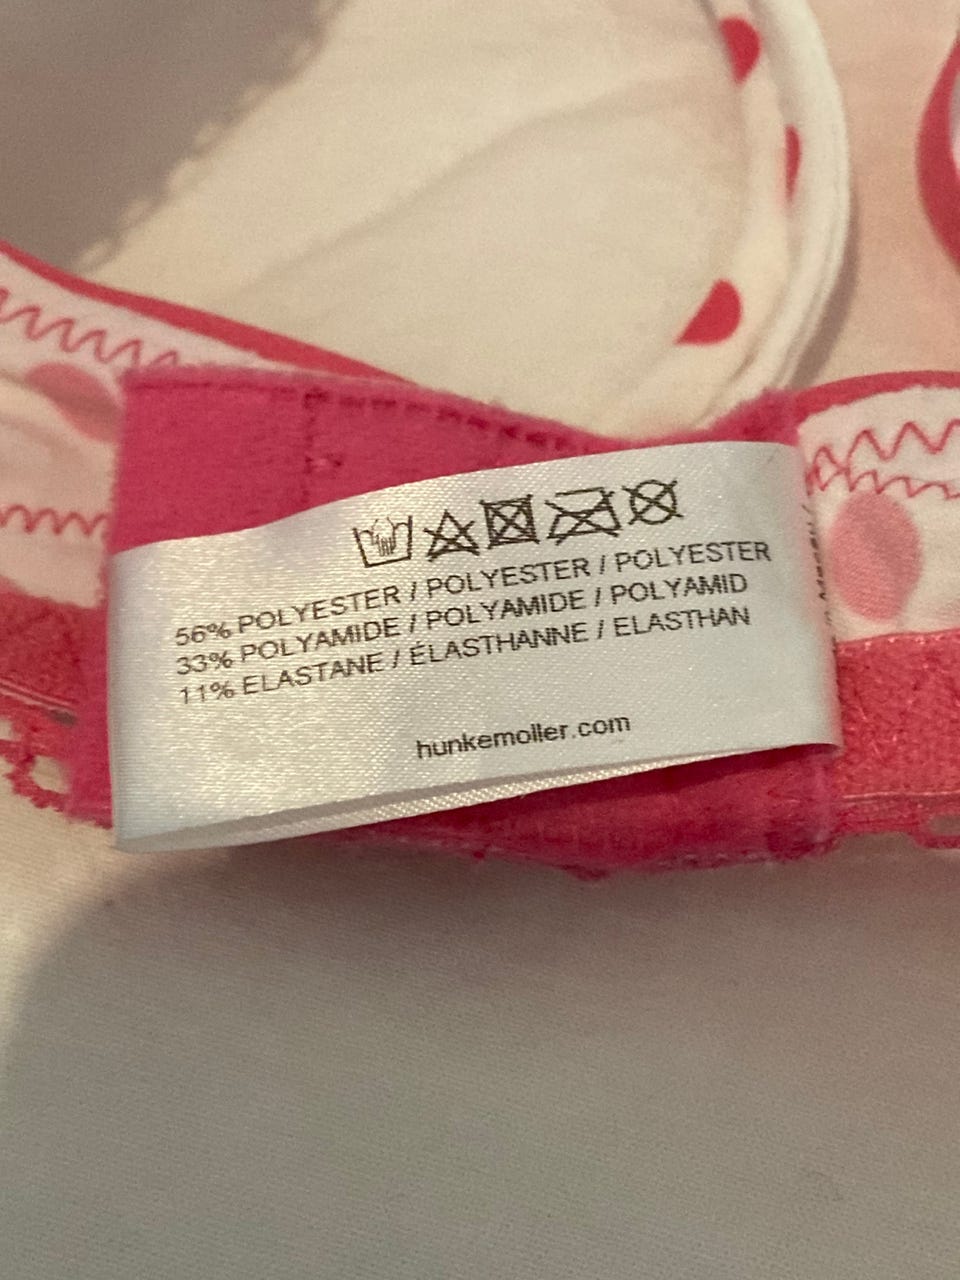 56% POLYESTER / POLYESTER / POLYESTER
33% POLYAMIDE / POLYAMIDE / POLYAMID
11% ELASTANE / ÉLASTHANNE / ELASTHAN
hunkemoller.com